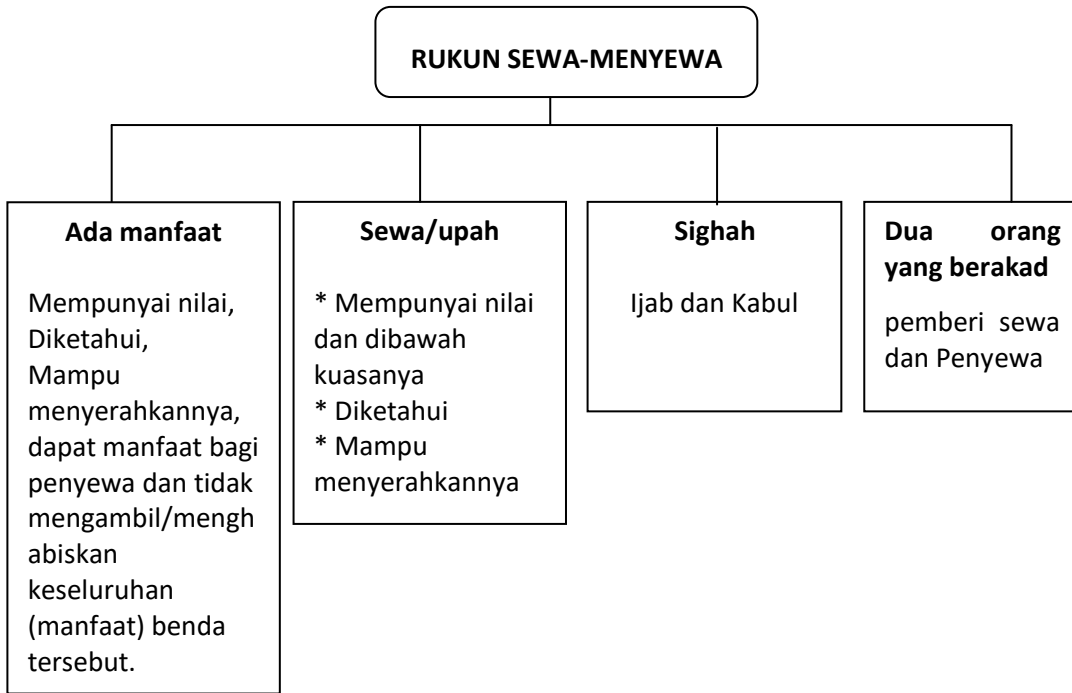 RUKUN SEWA-MENYEWA
Ada manfaat
Mempunyai nilai,
Diketahui,
Mampu
menyerahkannya,
dapat manfaat bagi
penyewa dan tidak
mengambil/mengh
abiskan
keseluruhan
(manfaat) benda
tersebut.
Sewa/upah
* Mempunyai nilai
dan dibawah
kuasanya
* Diketahui
* Mampu
menyerahkannya
Sighah
Ijab dan Kabul
Dua orang
yang berakad
pemberi sewa
dan Penyewa